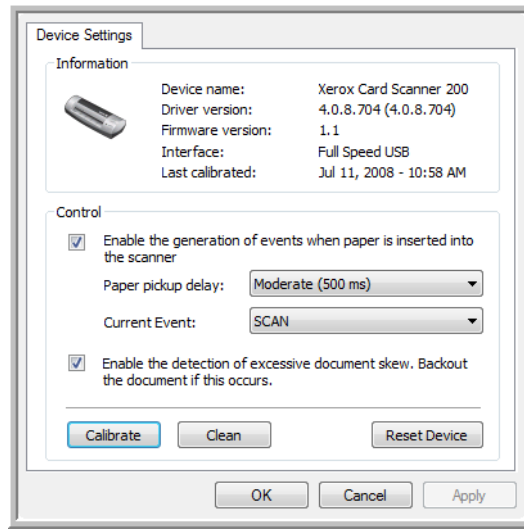 Device Settings
Information
Device name: Xerox Card Scanner 200
Driver version: 4.0.8.704 (4.0.8.704)
Firmware version: 1.1
Interface: Full Speed USB
Last calibrated: Jul 11, 2008 - 10:58 AM
Control
Enable the generation of events when paper is inserted into
the scanner
Paper pickup delay: Moderate (500 ms)
Current Event: SCAN
Enable the detection of excessive document skew. Backout
the document if this occurs.
Calibrate Clean Reset Device
OK Cancel Apply